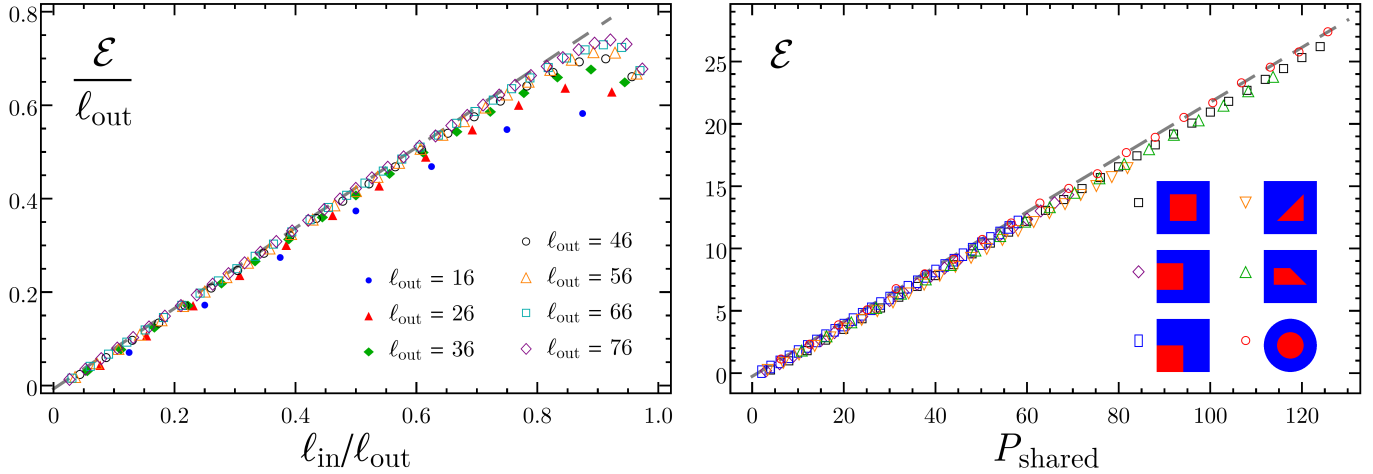 0.8
0.6
0.4
0.2
0
ℰ
ℓout
ℓout = 16
ℓout = 26
ℓout = 36
ℓout = 46
ℓout = 56
ℓout = 66
ℓout = 76
0 0.2 0.4 0.6 0.8 1.0
ℓin/ℓout
25
20
15
10
5
0
ℰ
0 20 40 60 80 100 120
Pshared